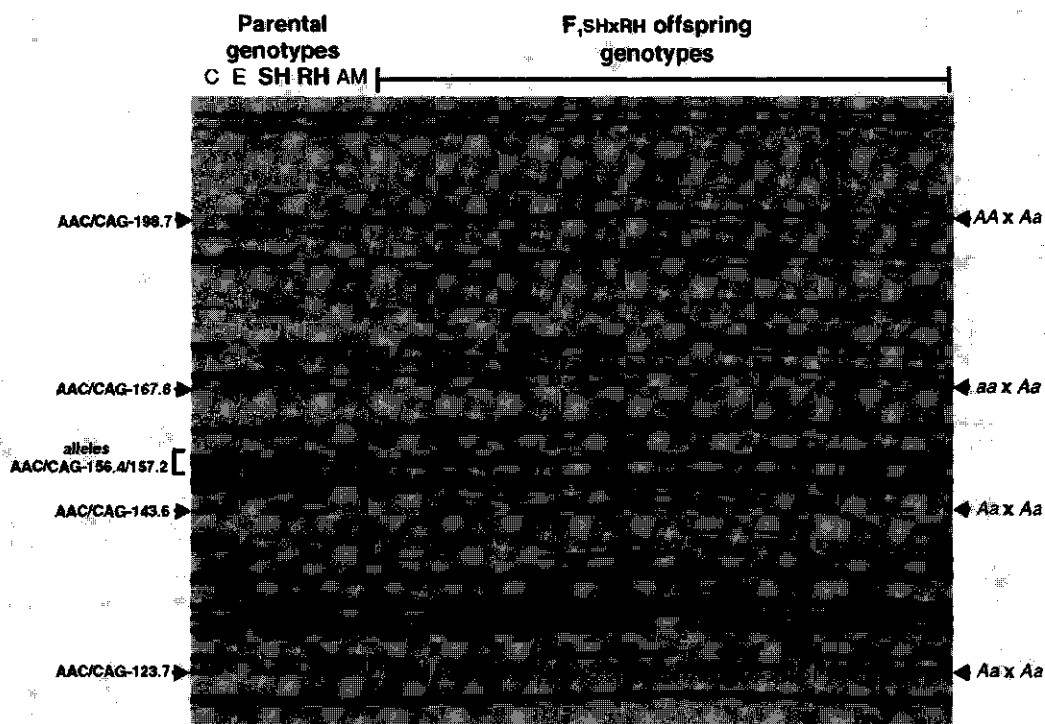 Parental
genotypes
C E SH RH AM
F₁SHxRH offspring
genotypes
AAC/CAG-198.7
AA x Aa
AAC/CAG-167.8
aa x Aa
alleles
AAC/CAG-156.4/157.2
AAC/CAG-143.6
Aa x Aa
AAC/CAG-123.7
Aa x Aa